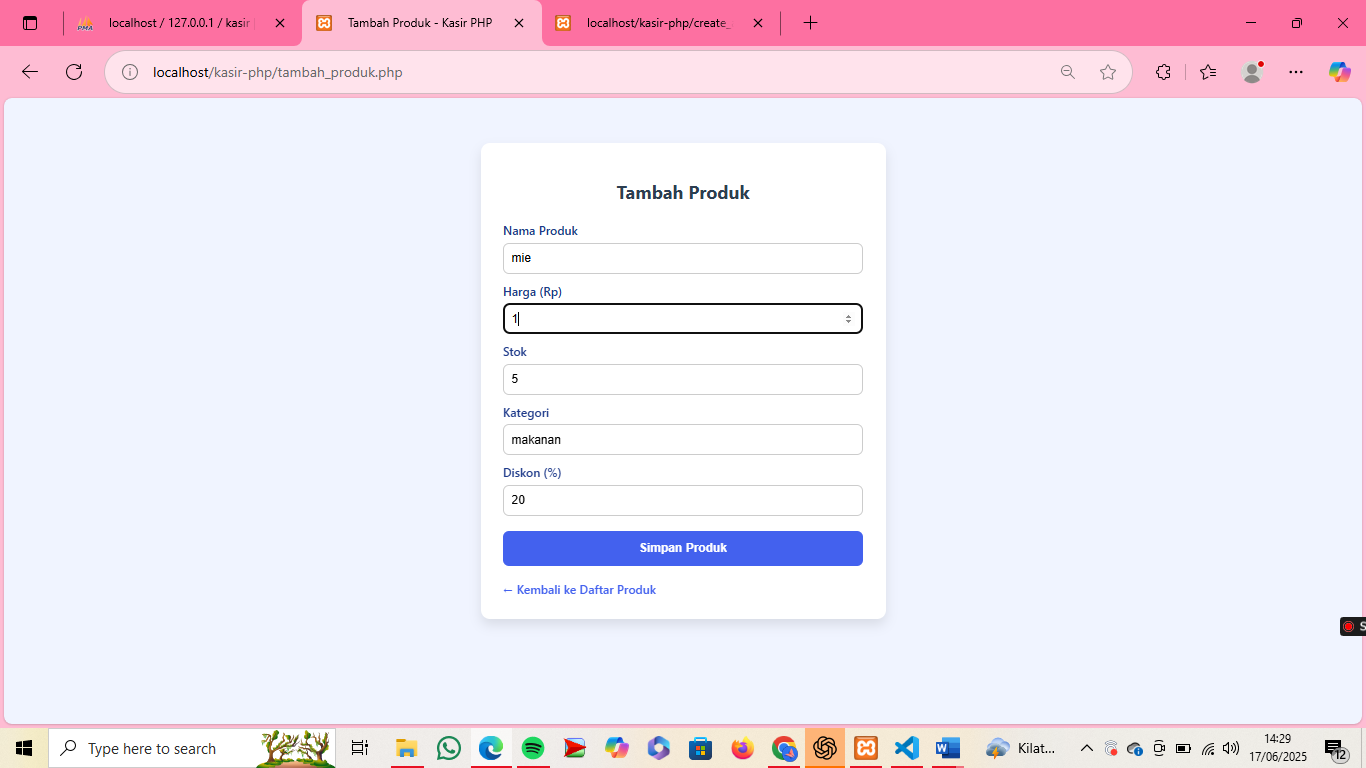 localhost / 127.0.0.1 / kasir
Tambah Produk - Kasir PHP
localhost/kasir-php/create_
localhost/kasir-php/tambah_produk.php
Tambah Produk
Nama Produk
mie
Harga (Rp)
1
Stok
5
Kategori
makanan
Diskon (%)
20
Simpan Produk
← Kembali ke Daftar Produk
S
Type here to search
Kilat...
14:29
17/06/2025
12